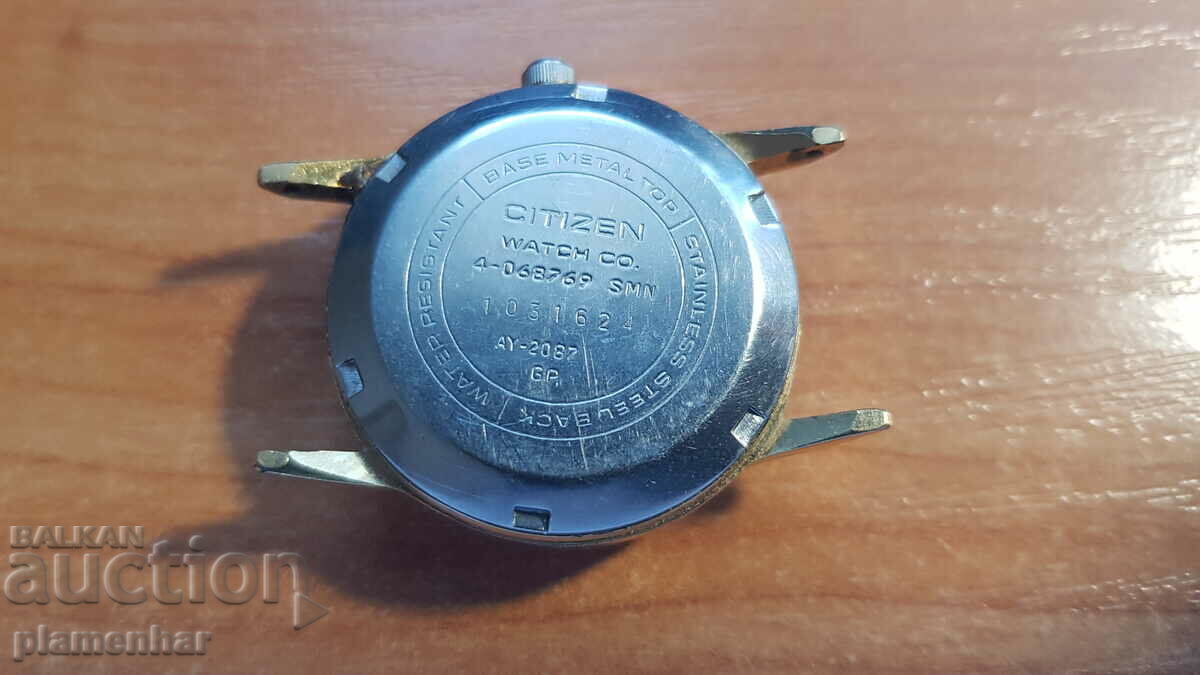 CITIZEN
WATCH CO.
4-068769 SMN
1031624
AY-2087
GP
WATER RESISTANT | BASE METAL TOP | STAINLESS STEEL BACK |
BALKAN
auction
plamenhar